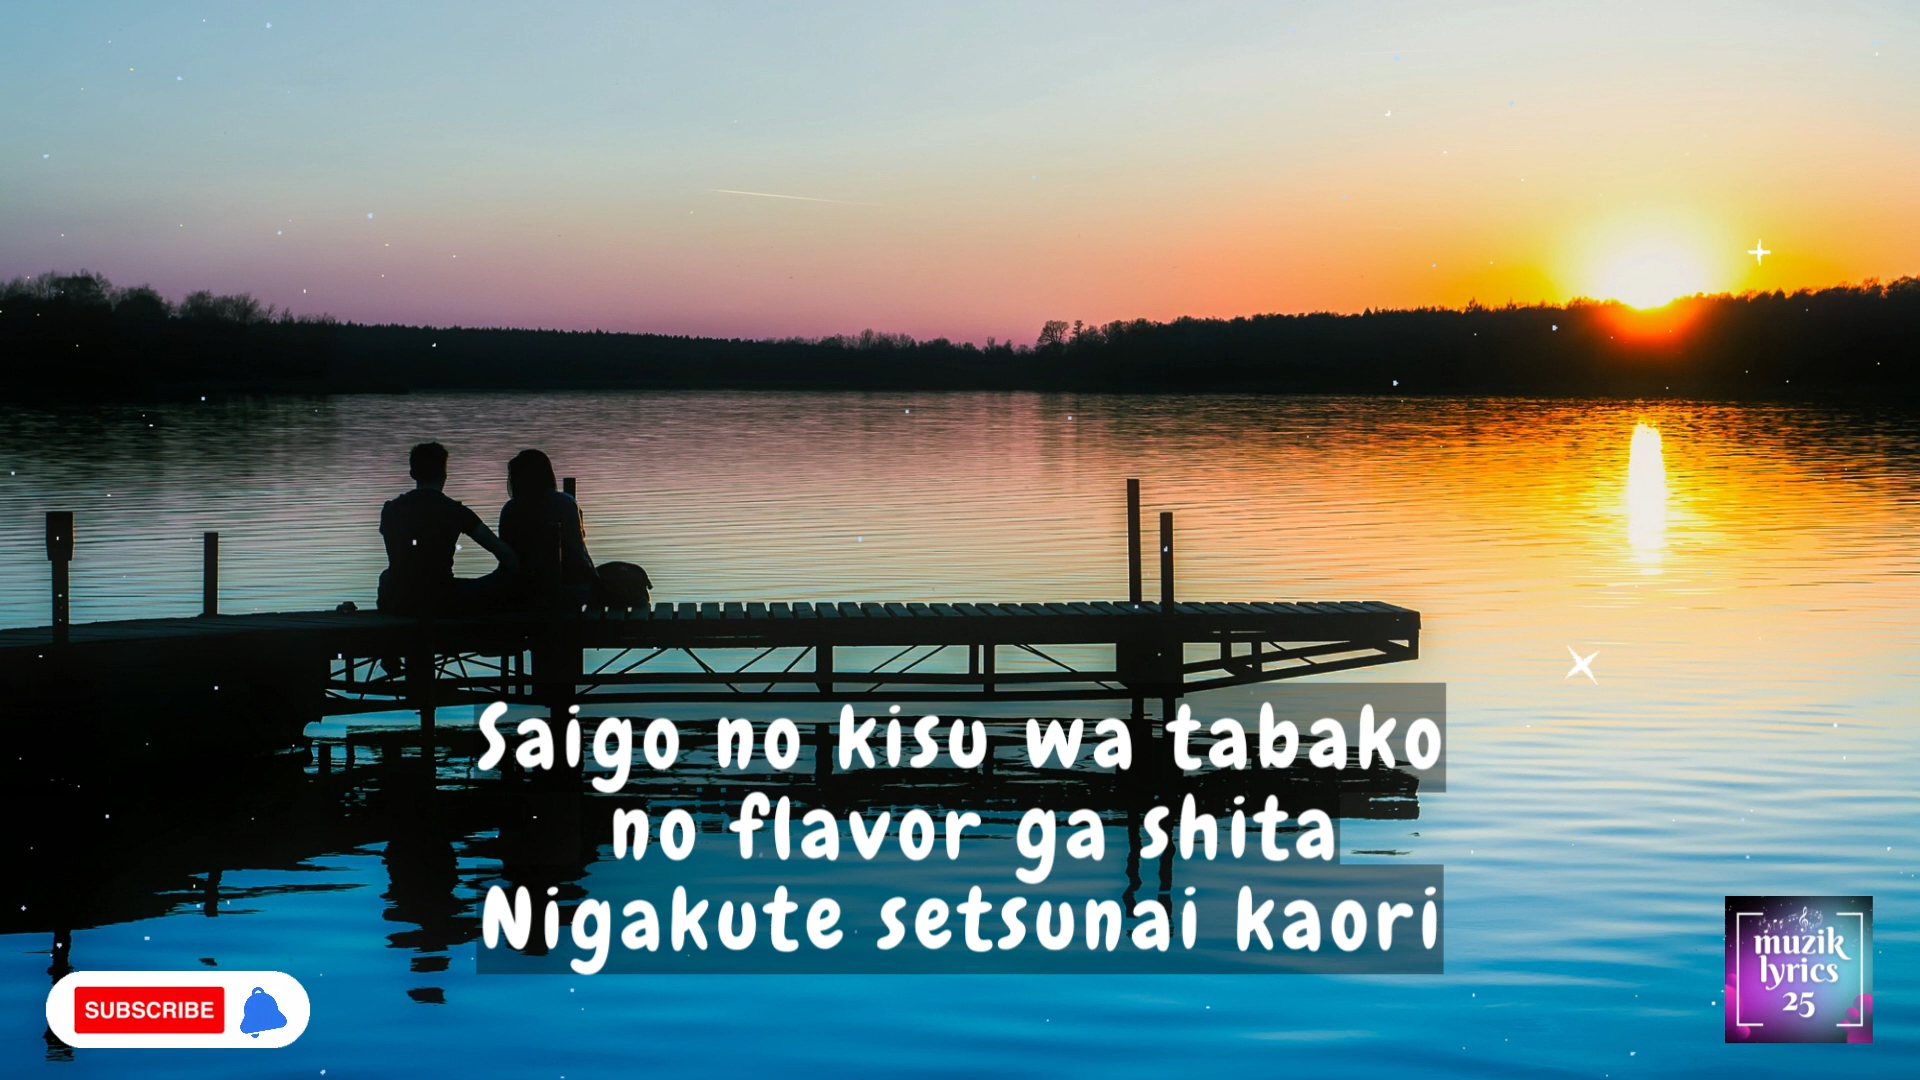 Saigo no kisu wa tabako
no flavor ga shita
Nigakute setsunai kaori
SUBSCRIBE
muzik
lyrics
25